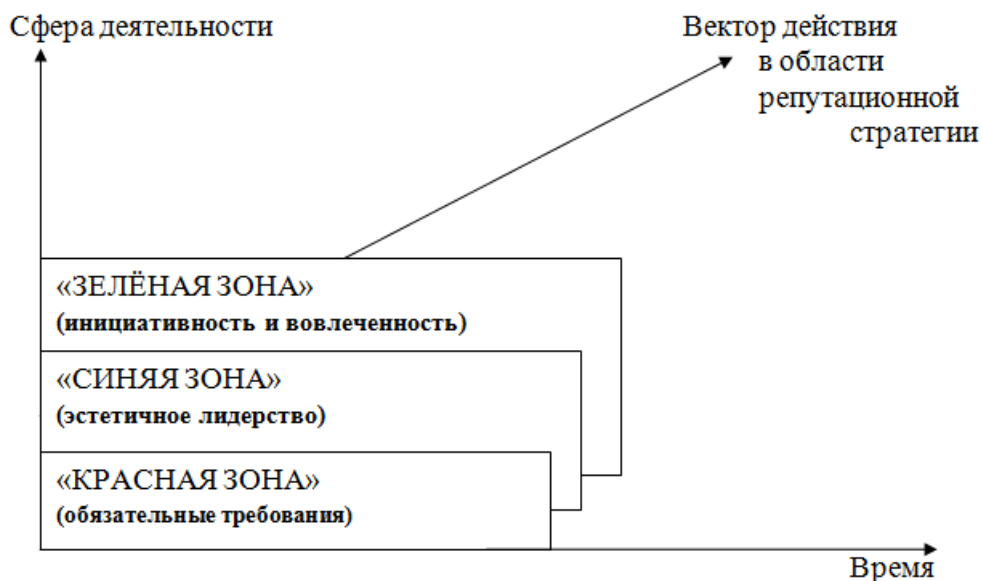 Сфера деятельности
Вектор действия
в области
репутационной
стратегии
«ЗЕЛЁНАЯ ЗОНА»
(инициативность и вовлеченность)
«СИНЯЯ ЗОНА»
(эстетичное лидерство)
«КРАСНАЯ ЗОНА»
(обязательные требования)
Время